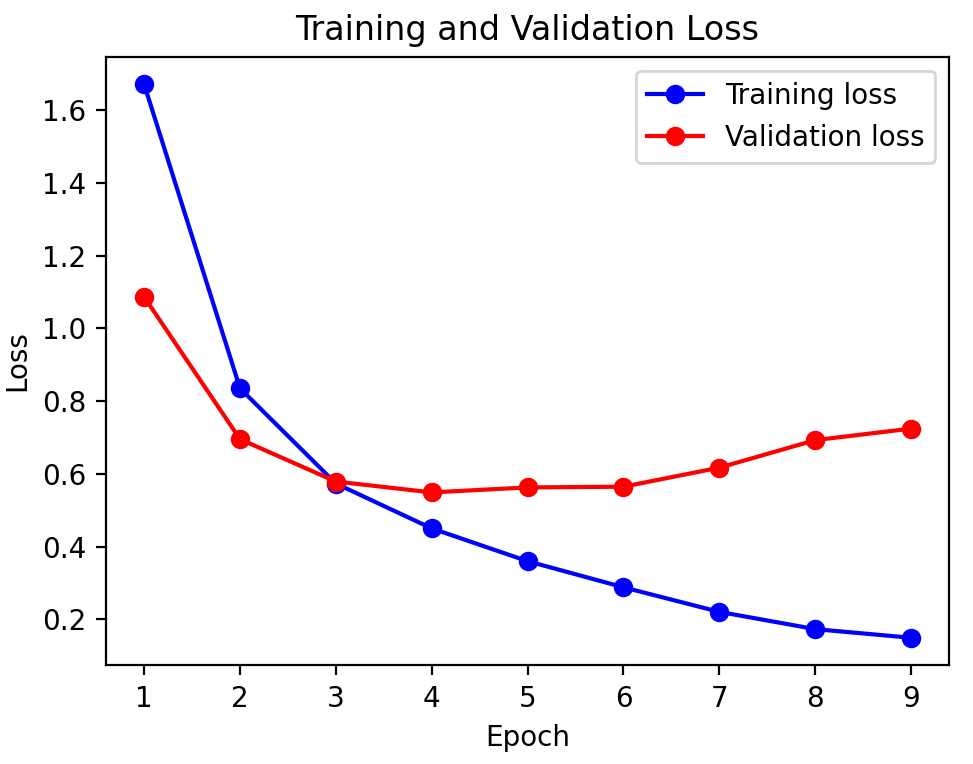 Training and Validation Loss
Training loss
Validation loss
1.6
1.4
1.2
1.0
0.8
0.6
0.4
0.2
Loss
1 2 3 4 5 6 7 8 9
Epoch